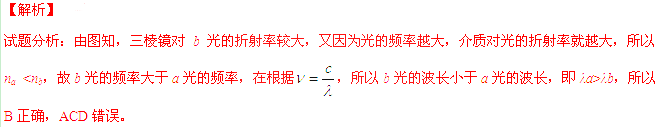 【解析】
试题分析：由图知，三棱镜对 b 光的折射率较大，又因为光的频率越大，介质对光的折射率就越大，所以
nₐ <n_b，故 b 光的频率大于 a 光的频率，在根据 ν = c/λ，所以 b 光的波长小于 a 光的波长，即 λa>λb，所以
B 正确，ACD 错误。